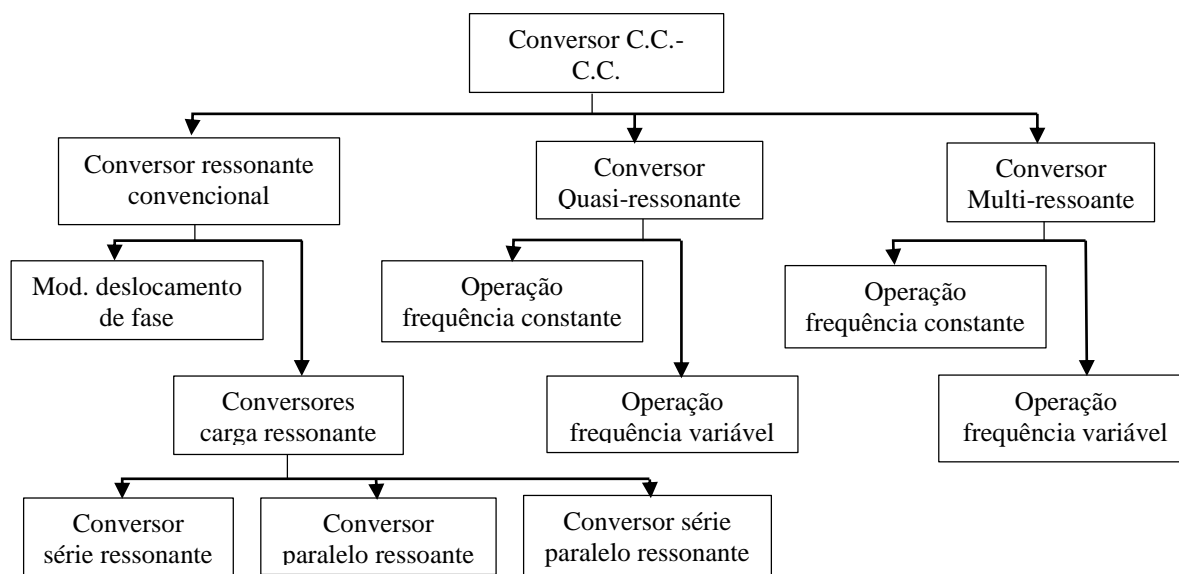 Conversor C.C.-
C.C.
Conversor ressonante
convencional
Conversor
Quasi-ressonante
Conversor
Multi-ressoante
Mod. deslocamento
de fase
Operação
frequência constante
Operação
frequência constante
Conversores
carga ressonante
Operação
frequência variável
Operação
frequência variável
Conversor
série ressonante
Conversor
paralelo ressoante
Conversor série
paralelo ressonante